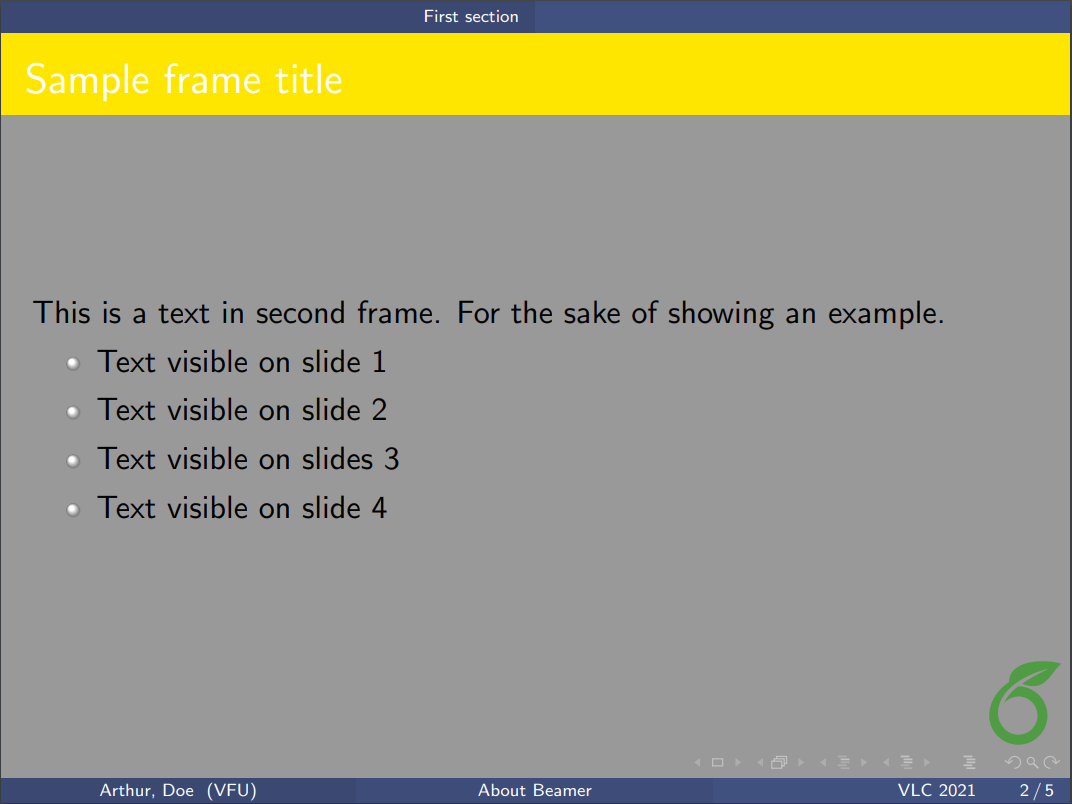 First section
Sample frame title
This is a text in second frame. For the sake of showing an example.
Text visible on slide 1
Text visible on slide 2
Text visible on slides 3
Text visible on slide 4
Arthur, Doe (VFU) About Beamer VLC 2021 2 / 5